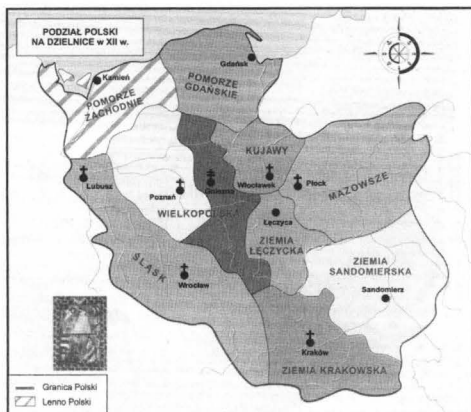 PODZIAŁ POLSKI
NA DZIELNICE w XII w.
Gdańsk
Kamień
POMORZE
GDAŃSKIE
POMORZE
ZACHODNIE
KUJAWY
Lubusz
Poznań
Gniezno
Włocławek
Płock
MAZOWSZE
WIELKOPOLSKA
Łęczyca
ZIEMIA
ŁĘCZYCKA
ZIEMIA
SANDOMIERSKA
ŚLĄSK
Wrocław
Sandomierz
Kraków
ZIEMIA KRAKOWSKA
Granica Polski
Lenno Polski